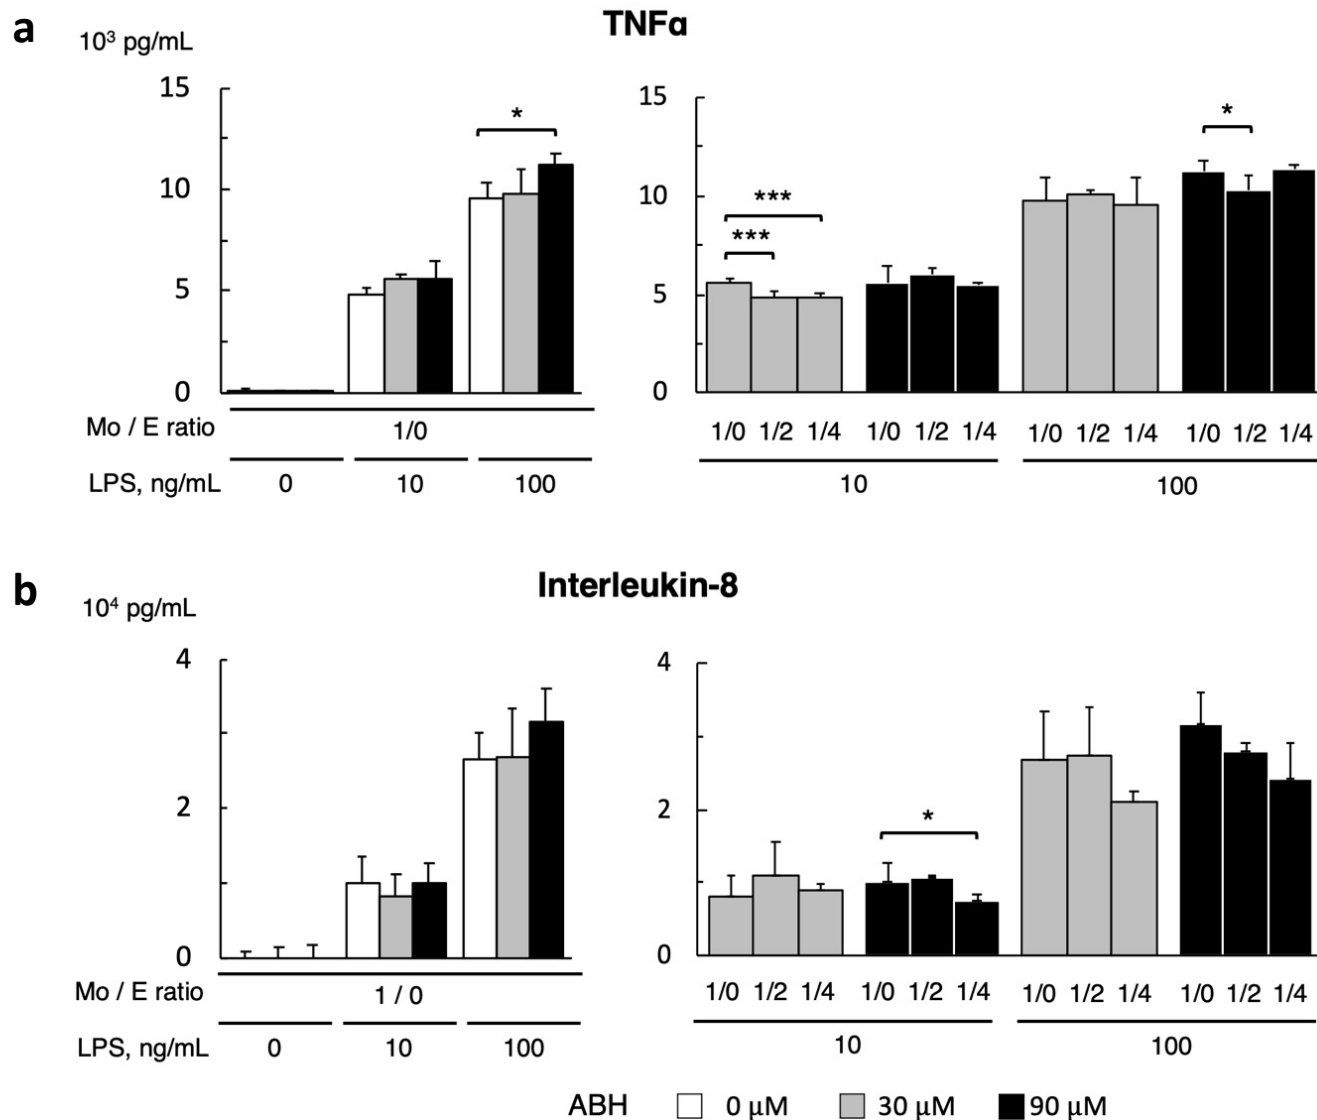 a
TNFα
10³ pg/mL
15
10
5
0
*
15
10
5
0
***
***
*
Mo / E ratio
1/0
1/0 1/2 1/4 1/0 1/2 1/4 1/0 1/2 1/4 1/0 1/2 1/4
LPS, ng/mL 0 10 100
10 100
b
Interleukin-8
10⁴ pg/mL
4
2
0
4
2
0
*
Mo / E ratio
1 / 0
1/0 1/2 1/4 1/0 1/2 1/4 1/0 1/2 1/4 1/0 1/2 1/4
LPS, ng/mL 0 10 100
10 100
ABH 0 µM 30 µM 90 µM